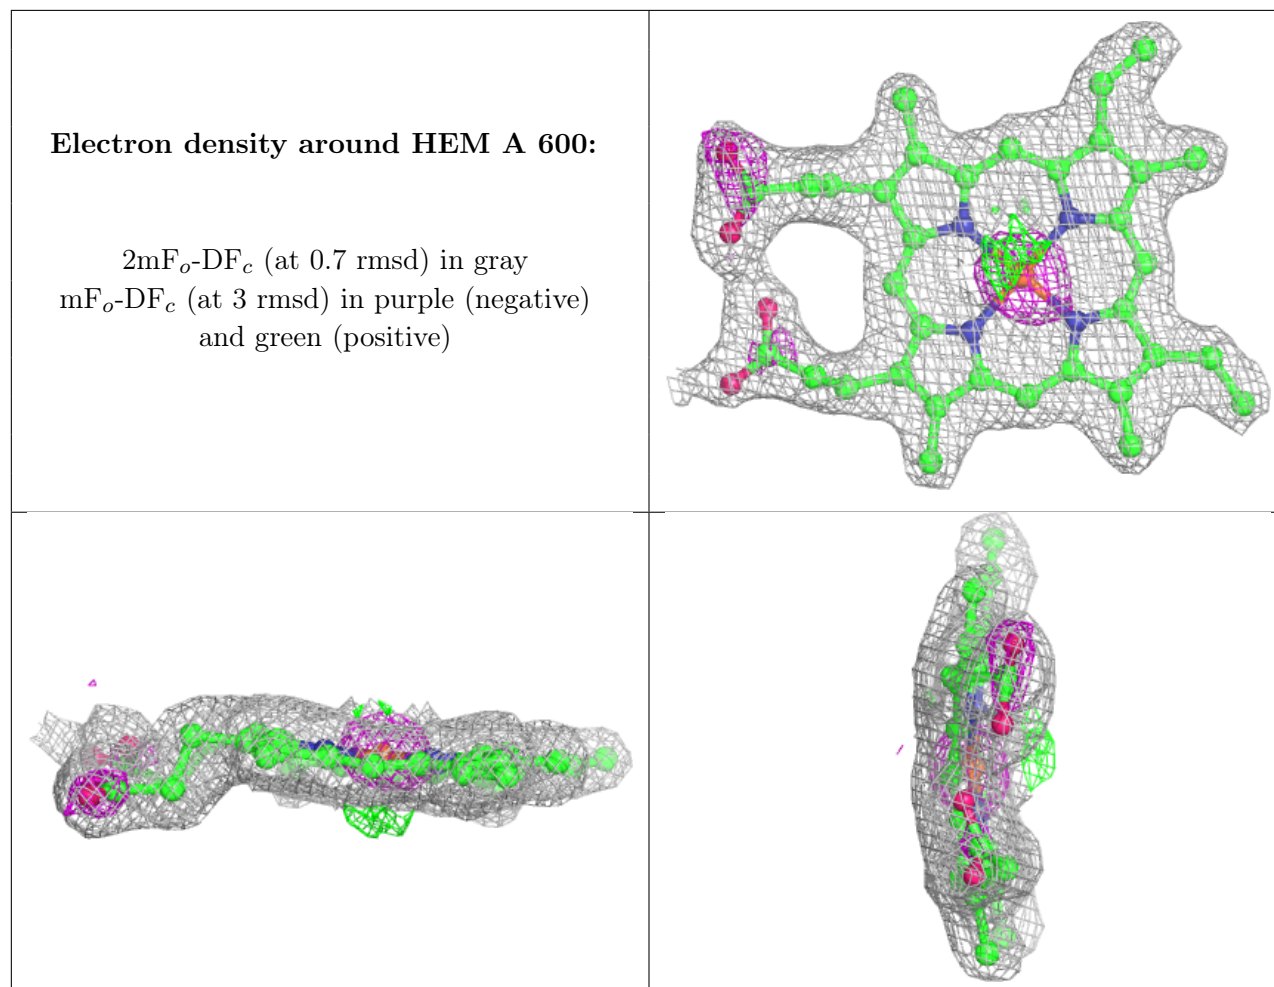 Electron density around HEM A 600:
2mFo-DFc (at 0.7 rmsd) in gray
mFo-DFc (at 3 rmsd) in purple (negative)
and green (positive)